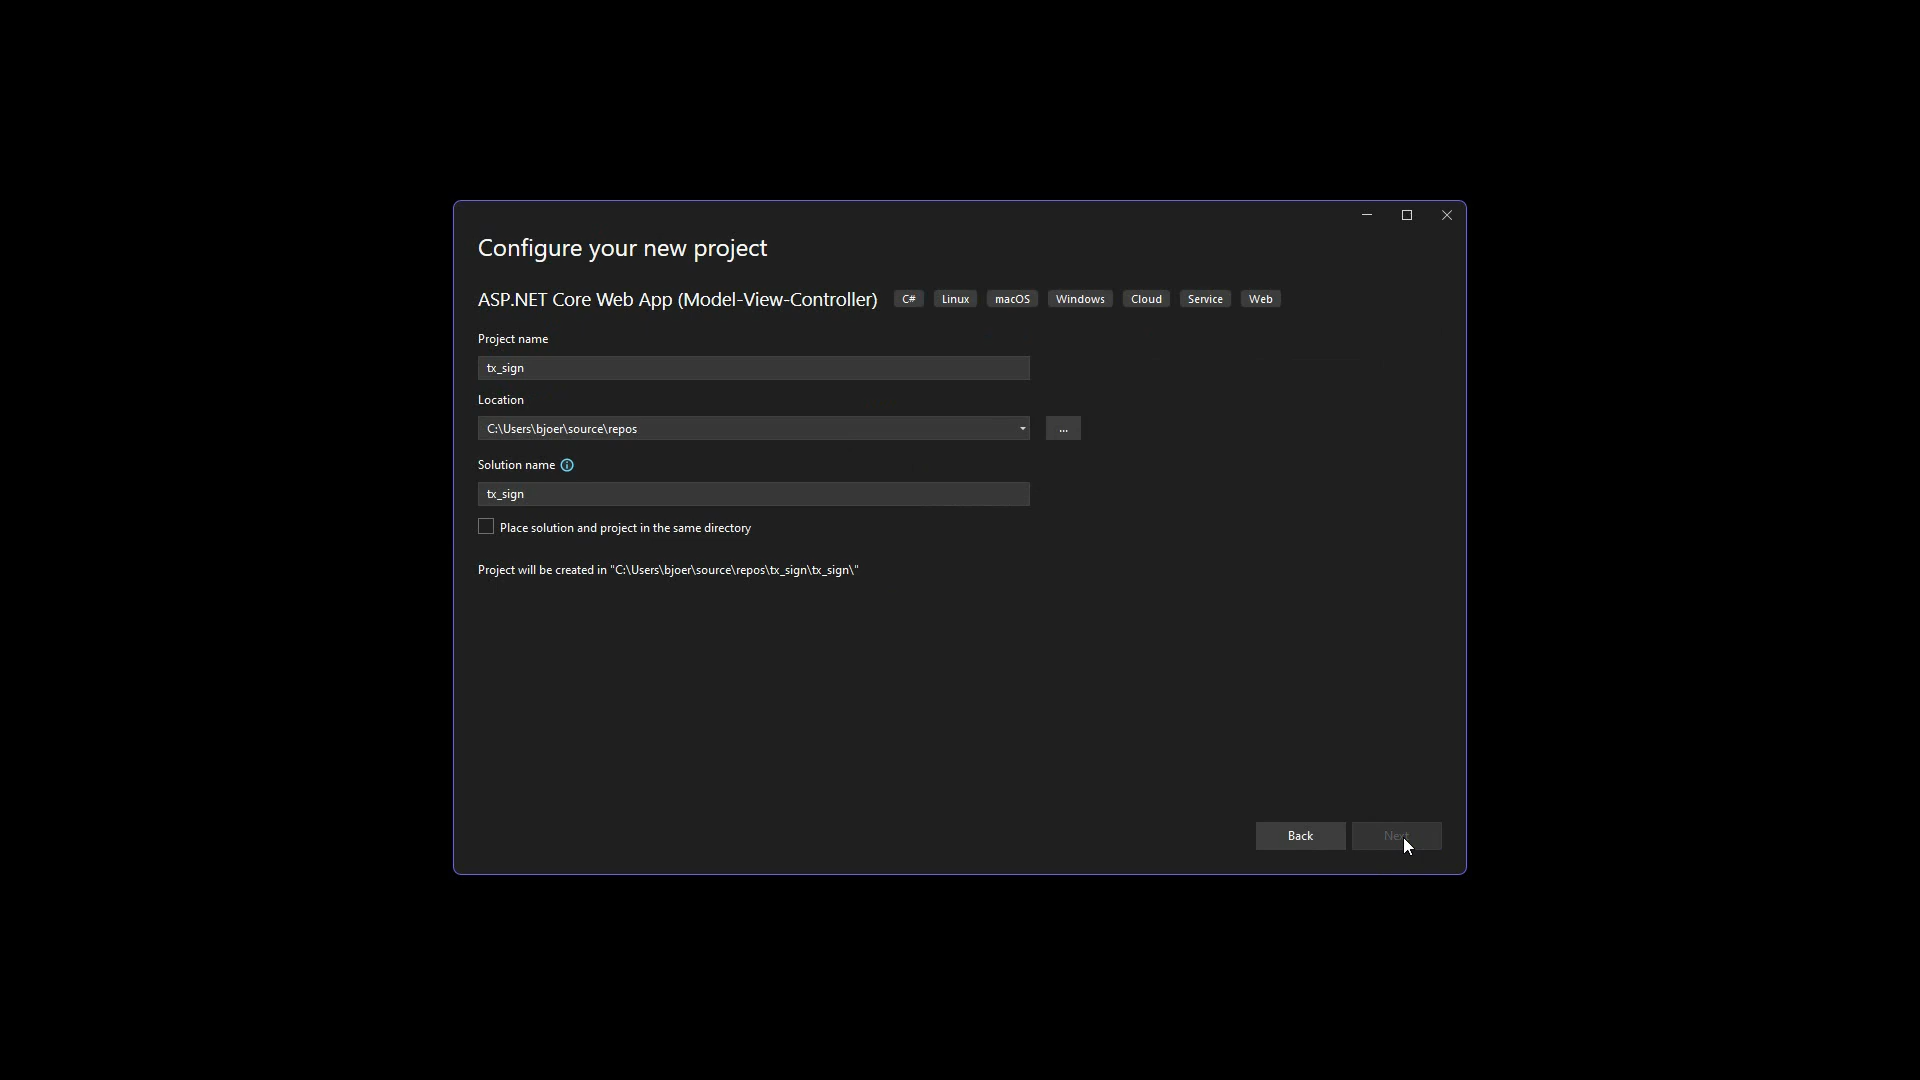 Configure your new project
ASP.NET Core Web App (Model-View-Controller) C# Linux macOS Windows Cloud Service Web
Project name
tx_sign
Location
C:\Users\bjoer\source\repos
...
Solution name
tx_sign
Place solution and project in the same directory
Project will be created in "C:\Users\bjoer\source\repos\tx_sign\tx_sign\"
Back Next